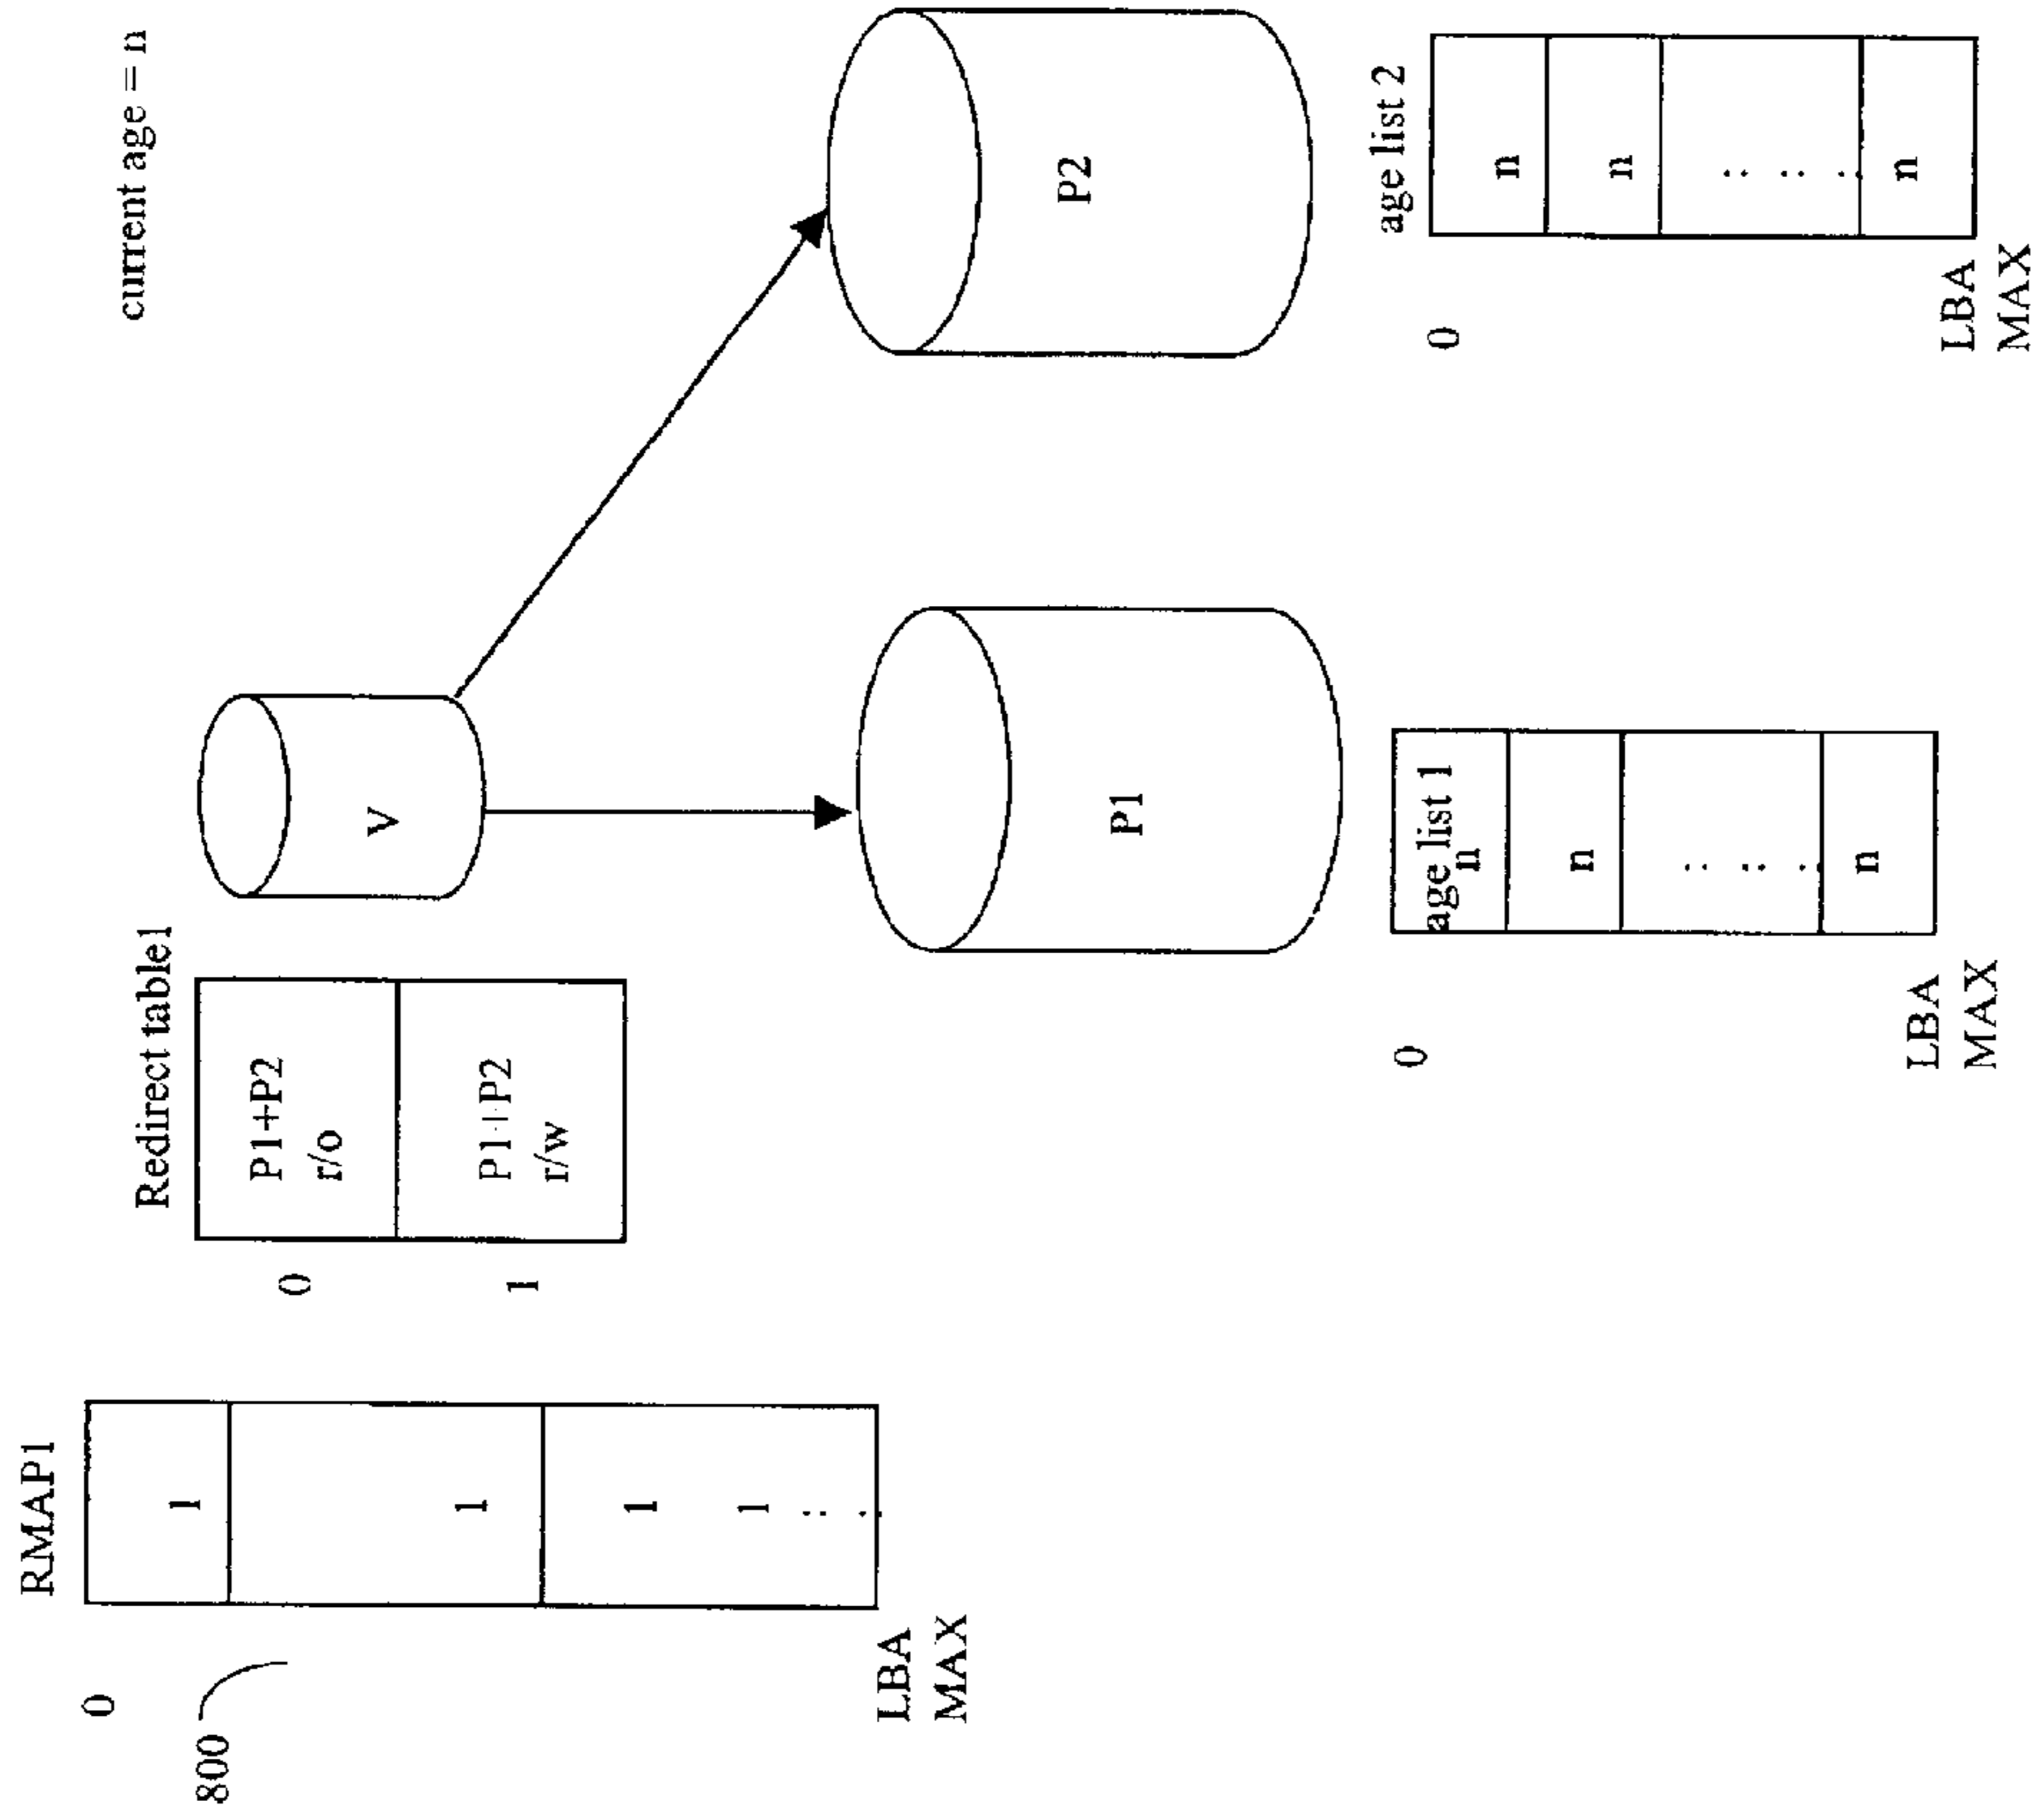 current age = n
RMAP1
0
800
1
1
1
1
LBA
MAX
Redirect table1
0
P1+P2
r/o
1
P1+P2
r/w
V
P1
P2
age list 1
0
n
n
n
LBA
MAX
age list 2
0
n
n
n
LBA
MAX